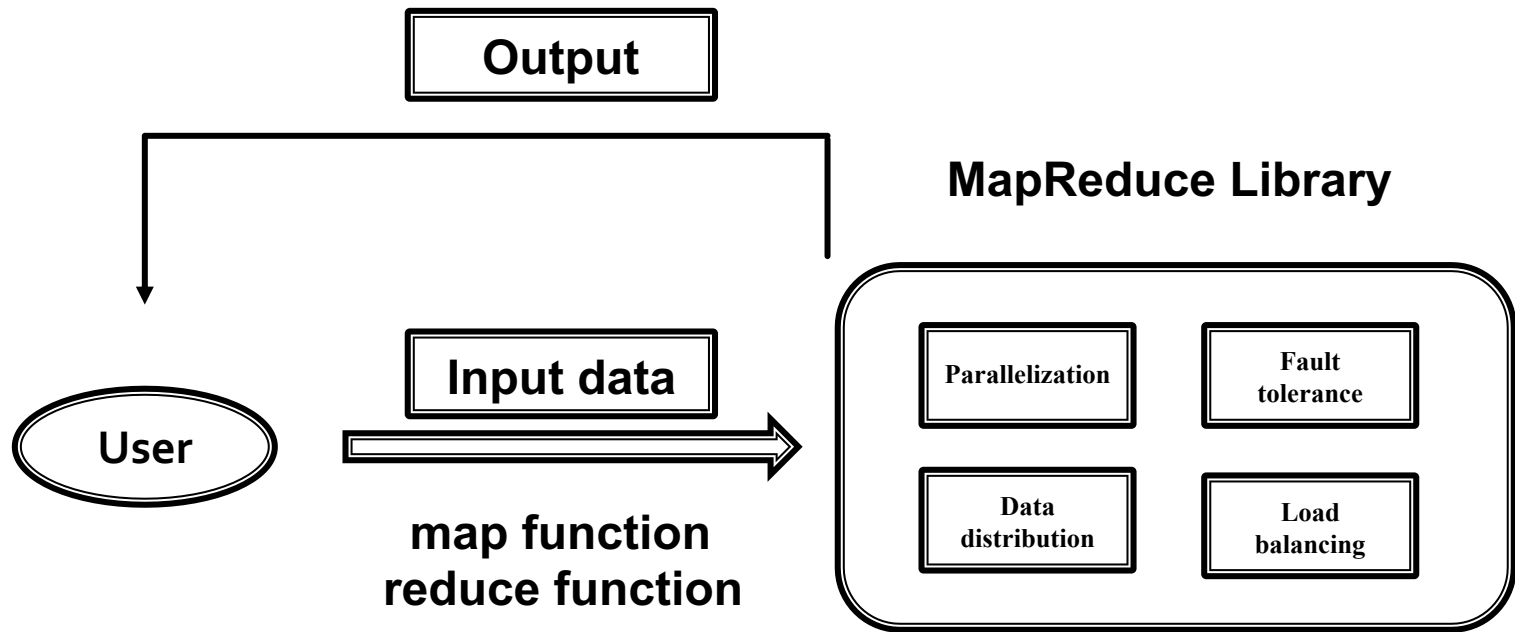 Output
MapReduce Library
Input data
User
map function
reduce function
Parallelization
Fault
tolerance
Data
distribution
Load
balancing